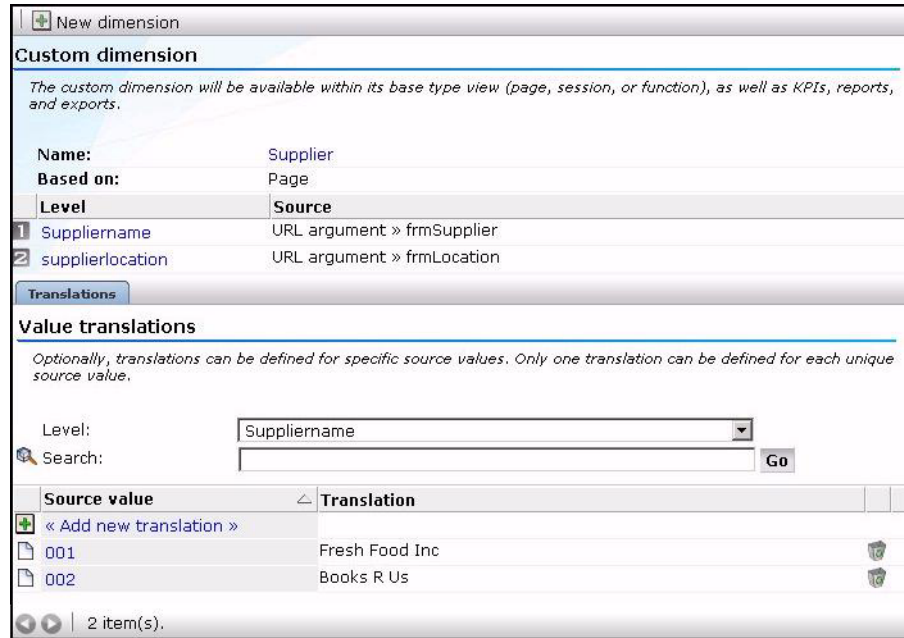 New dimension
Custom dimension
The custom dimension will be available within its base type view (page, session, or function), as well as KPIs, reports,
and exports.
Name: Supplier
Based on: Page
Level Source
1 Suppliername URL argument » frmSupplier
2 supplierlocation URL argument » frmLocation
Translations
Value translations
Optionally, translations can be defined for specific source values. Only one translation can be defined for each unique
source value.
Level: Suppliername
Search: Go
Source value Translation
« Add new translation »
001 Fresh Food Inc
002 Books R Us
2 item(s).